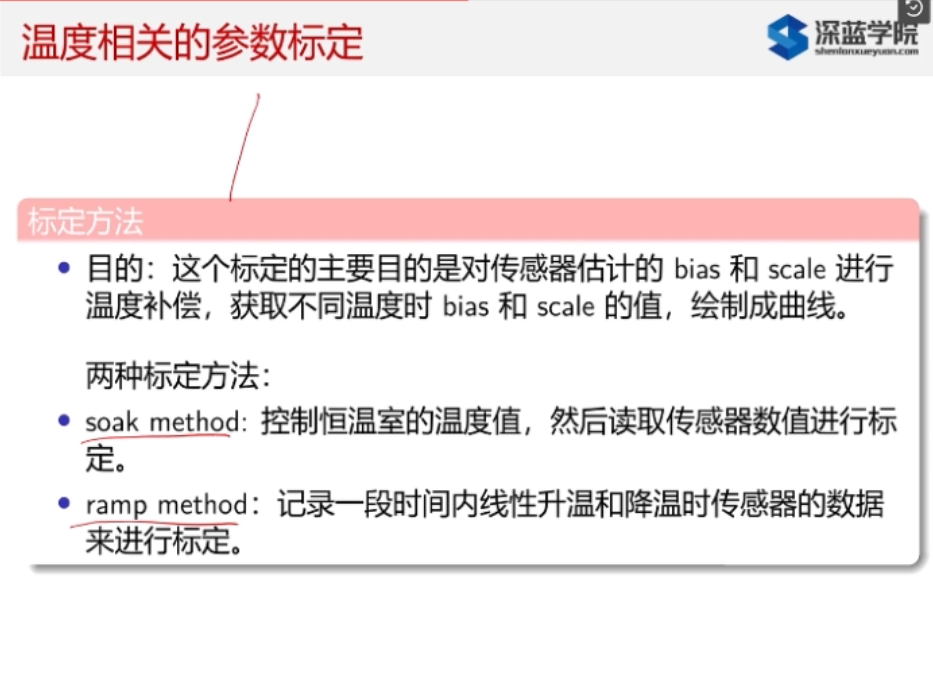 温度相关的参数标定
深蓝学院
shenlanxueyuan.com
标定方法
目的：这个标定的主要目的是对传感器估计的 bias 和 scale 进行
温度补偿，获取不同温度时 bias 和 scale 的值，绘制成曲线。
两种标定方法：
soak method: 控制恒温室的温度值，然后读取传感器数值进行标
定。
ramp method：记录一段时间内线性升温和降温时传感器的数据
来进行标定。